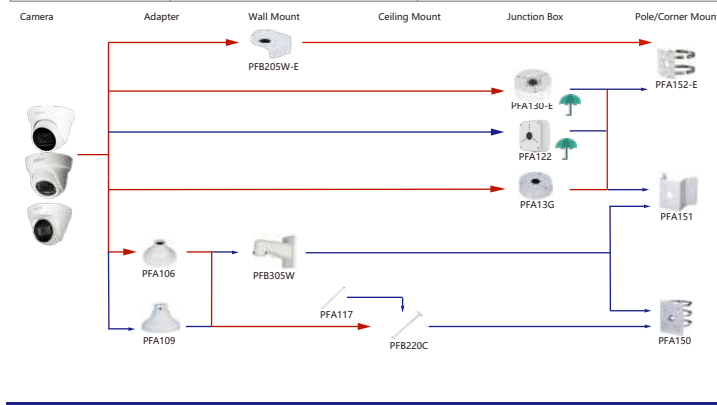 Camera Adapter Wall Mount Ceiling Mount Junction Box Pole/Corner Mount
PFB205W-E
PFA152-E
PFA130-E
PFA122
PFA13G
PFA151
PFA106
PFB305W
PFA117
PFA109
PFB220C
PFA150